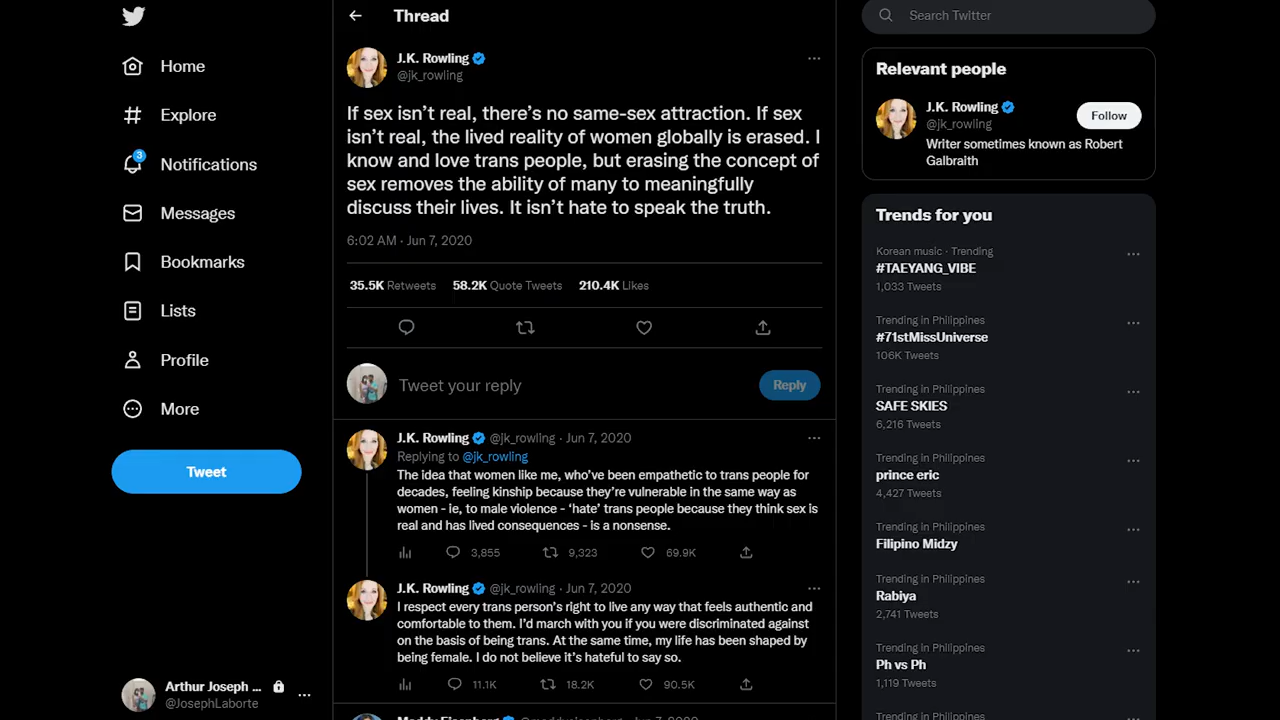 Home
Explore
3
Notifications
Messages
Bookmarks
Lists
Profile
More
Tweet
Arthur Joseph ...
@JosephLaborte
Thread
J.K. Rowling
@jk_rowling
If sex isn’t real, there’s no same-sex attraction. If sex
isn’t real, the lived reality of women globally is erased. I
know and love trans people, but erasing the concept of
sex removes the ability of many to meaningfully
discuss their lives. It isn’t hate to speak the truth.
6:02 AM · Jun 7, 2020
35.5K Retweets 58.2K Quote Tweets 210.4K Likes
Tweet your reply
Reply
J.K. Rowling @jk_rowling · Jun 7, 2020
Replying to @jk_rowling
The idea that women like me, who’ve been empathetic to trans people for
decades, feeling kinship because they’re vulnerable in the same way as
women - ie, to male violence - ‘hate’ trans people because they think sex is
real and has lived consequences - is a nonsense.
3,855 9,323 69.9K
J.K. Rowling @jk_rowling · Jun 7, 2020
I respect every trans person’s right to live any way that feels authentic and
comfortable to them. I’d march with you if you were discriminated against
on the basis of being trans. At the same time, my life has been shaped by
being female. I do not believe it’s hateful to say so.
11.1K 18.2K 90.5K
Search Twitter
Relevant people
J.K. Rowling
@jk_rowling
Follow
Writer sometimes known as Robert
Galbraith
Trends for you
Korean music · Trending
#TAEYANG_VIBE
1,033 Tweets
Trending in Philippines
#71stMissUniverse
106K Tweets
Trending in Philippines
SAFE SKIES
6,216 Tweets
Trending in Philippines
prince eric
4,427 Tweets
Trending in Philippines
Filipino Midzy
Trending in Philippines
Rabiya
2,741 Tweets
Trending in Philippines
Ph vs Ph
1,119 Tweets
Trending in Philippines